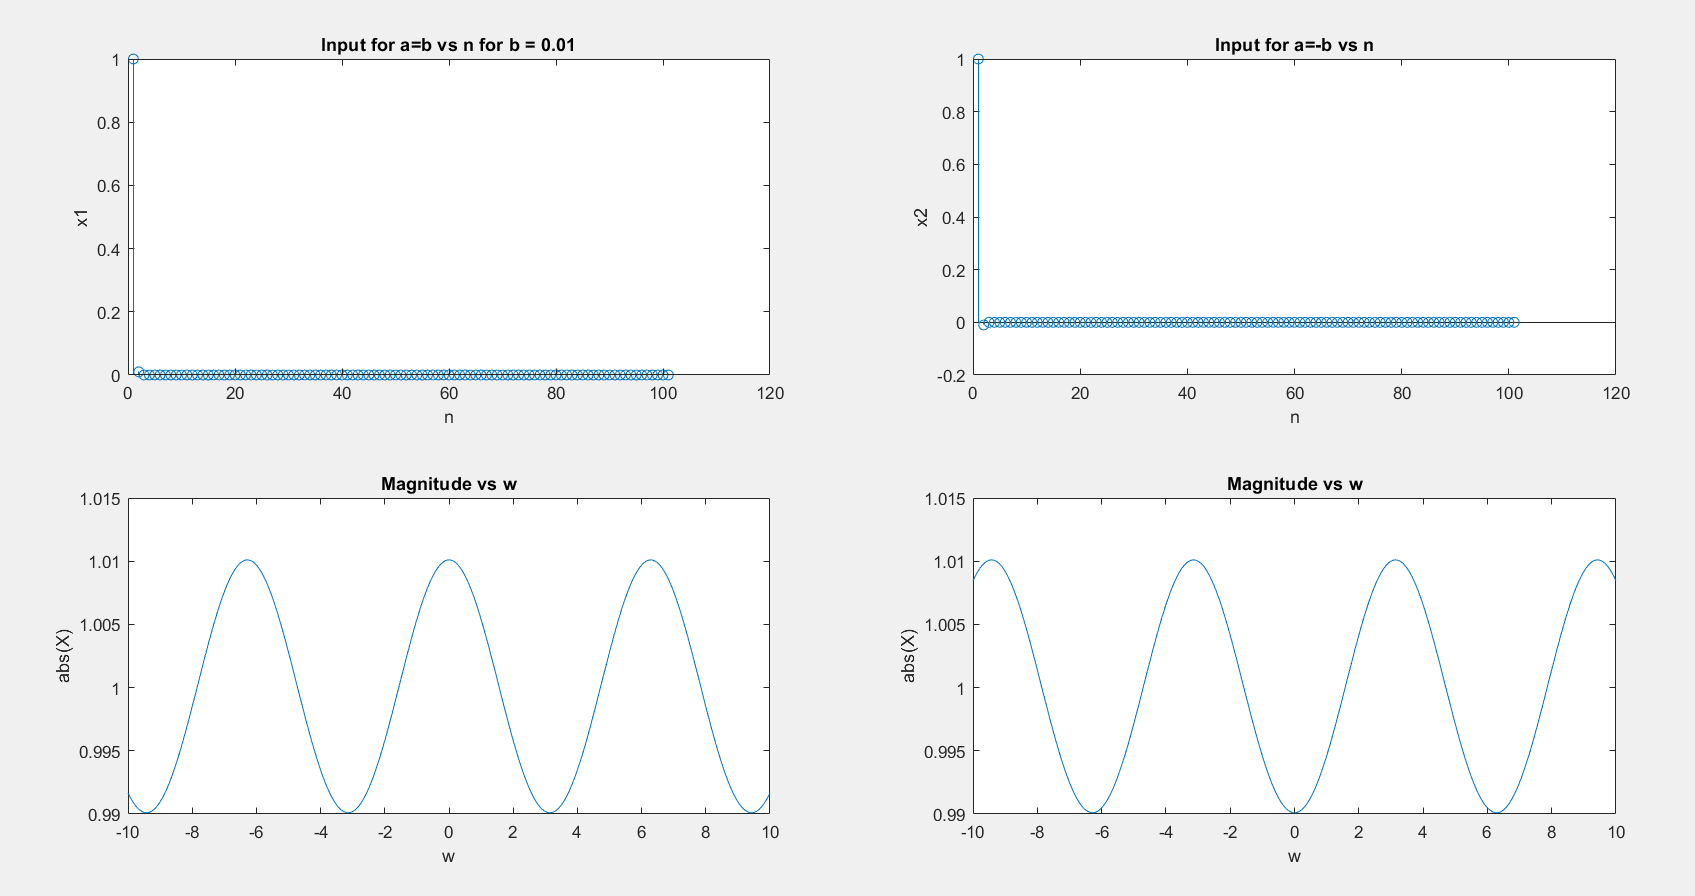 Input for a=b vs n for b = 0.01
1
0.8
0.6
0.4
0.2
0
x1
0 20 40 60 80 100 120
n
Input for a=-b vs n
1
0.8
0.6
0.4
0.2
0
-0.2
x2
0 20 40 60 80 100 120
n
Magnitude vs w
1.015
1.01
1.005
1
0.995
0.99
abs(X)
-10 -8 -6 -4 -2 0 2 4 6 8 10
w
Magnitude vs w
1.015
1.01
1.005
1
0.995
0.99
abs(X)
-10 -8 -6 -4 -2 0 2 4 6 8 10
w